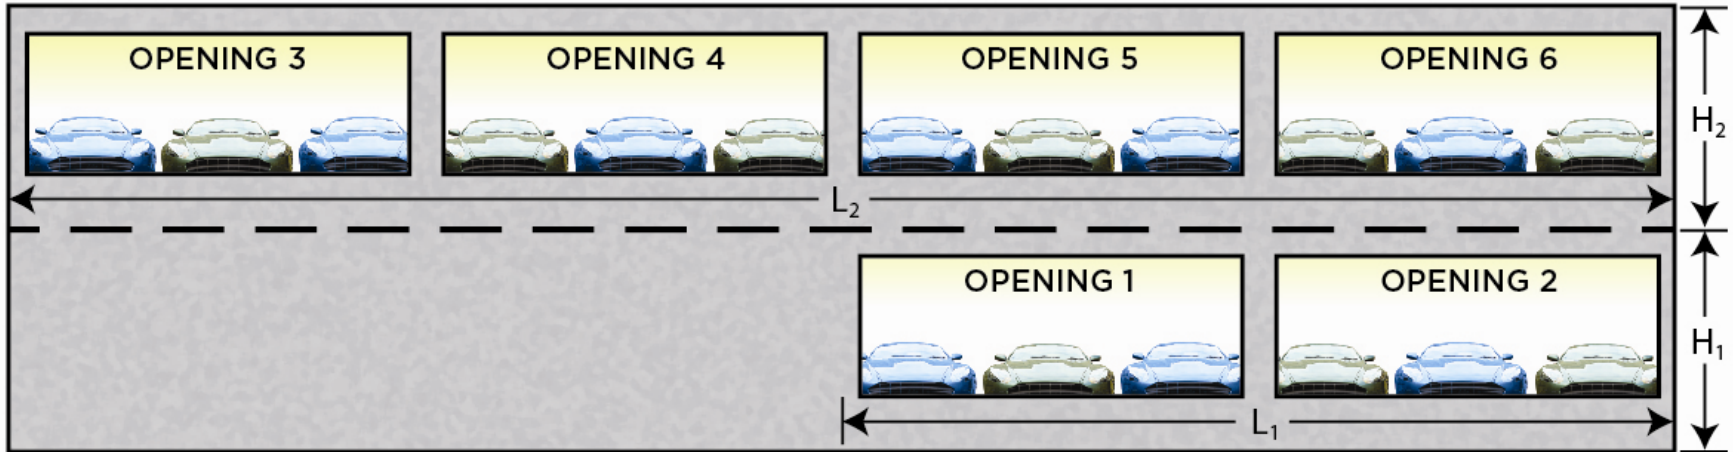 OPENING 3 OPENING 4 OPENING 5 OPENING 6
H₂
L₂
OPENING 1 OPENING 2
H₁
L₁